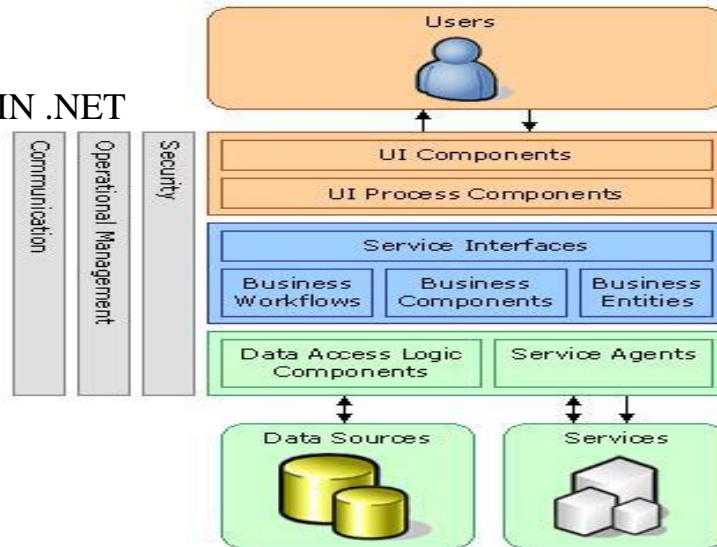 Users
IN .NET
Communication
Operational Management
Security
UI Components
UI Process Components
Service Interfaces
Business
Workflows
Business
Components
Business
Entities
Data Access Logic
Components
Service Agents
Data Sources
Services